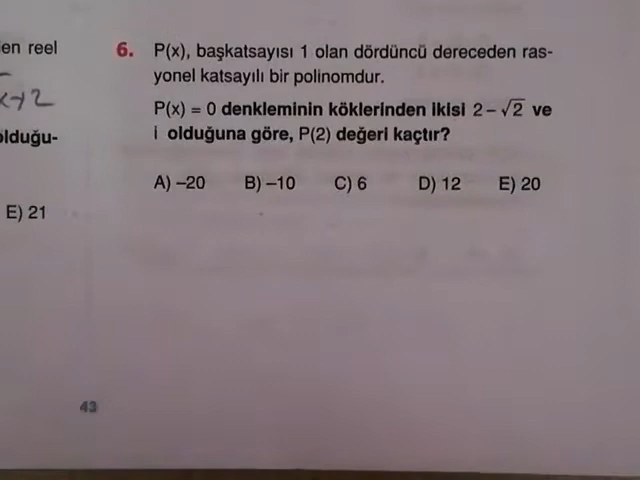 en reel
x+2
olduğu-
E) 21
6. P(x), başkatsayısı 1 olan dördüncü dereceden ras-
yonel katsayılı bir polinomdur.
P(x) = 0 denkleminin köklerinden ikisi 2 – √2 ve
i olduğuna göre, P(2) değeri kaçtır?
A) –20 B) –10 C) 6 D) 12 E) 20
43